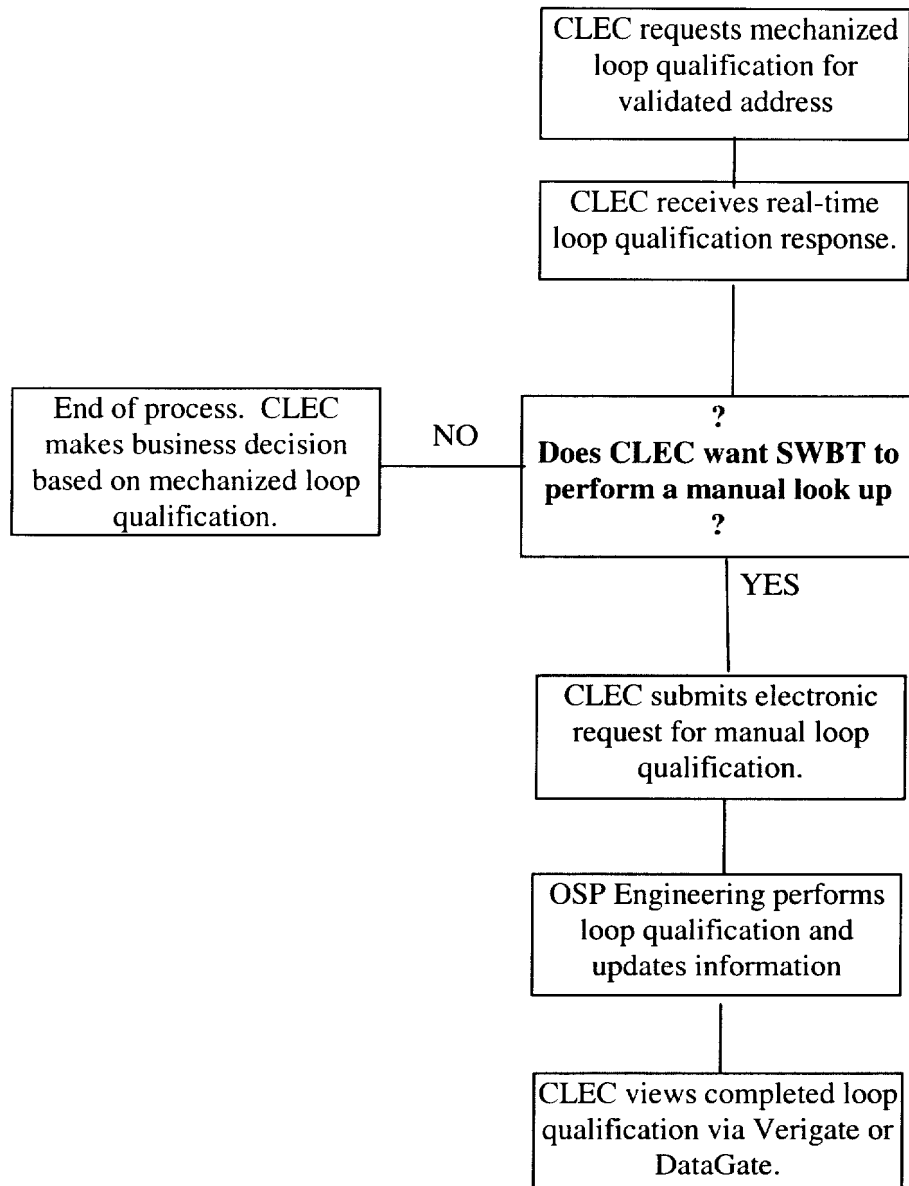 CLEC requests mechanized
loop qualification for
validated address
CLEC receives real-time
loop qualification response.
End of process. CLEC
makes business decision
based on mechanized loop
qualification.
NO
?
Does CLEC want SWBT to
perform a manual look up
?
YES
CLEC submits electronic
request for manual loop
qualification.
OSP Engineering performs
loop qualification and
updates information
CLEC views completed loop
qualification via Verigate or
DataGate.